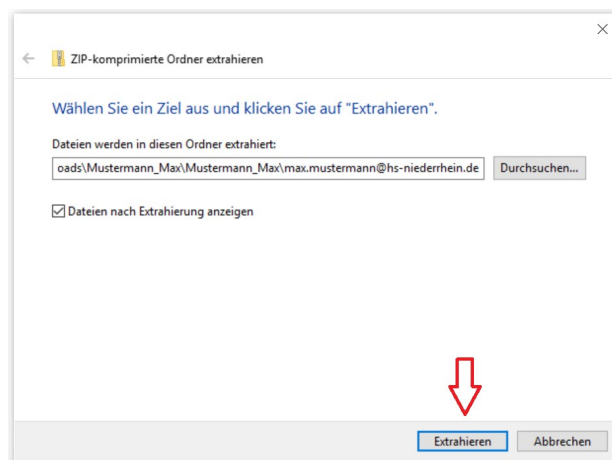 ZIP-komprimierte Ordner extrahieren
Wählen Sie ein Ziel aus und klicken Sie auf "Extrahieren".
Dateien werden in diesen Ordner extrahiert:
oads\Mustermann_Max\Mustermann_Max\max.mustermann@hs-niederrhein.de
Durchsuchen...
Dateien nach Extrahierung anzeigen
Extrahieren
Abbrechen